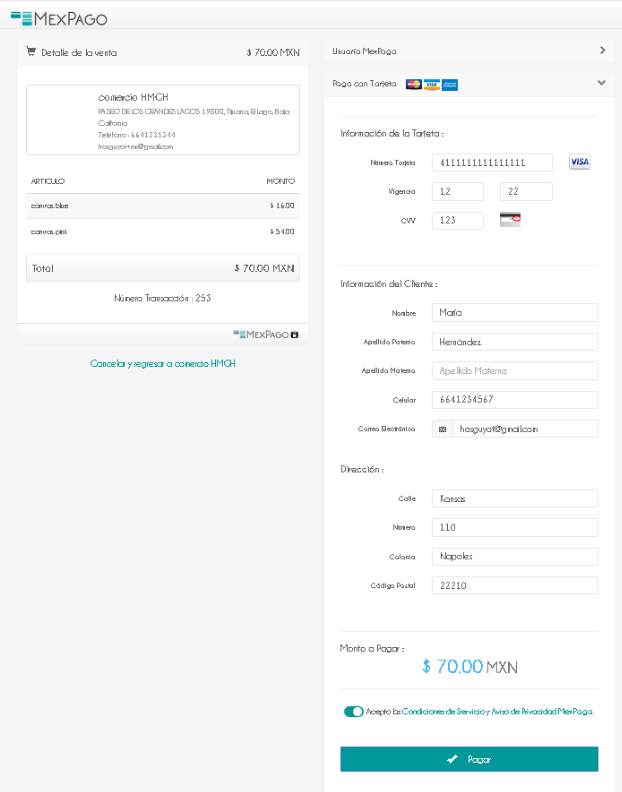 MEXPAGO
Detalle de la venta $ 70.00 MXN
comercio HMGH
PASEO DE LOS GRANDES LAGOS 19800, Tijuana, El Lago, Baja
California
Teléfono : 6641231344
hosguyat+mx@gmail.com
ARTICULO MONTO
canvas blue $ 16.00
canvas pink $ 54.00
Total $ 70.00 MXN
Número Transacción : 253
MEXPAGO
Cancelar y regresar a comercio HMGH
Usuario MexPago
Pago con Tarjeta
Información de la Tarjeta :
Número Tarjeta 4111111111111111 VISA
Vigencia 12 22
CVV 123
Información del Cliente :
Nombre María
Apellido Paterno Hernández
Apellido Materno Apellido Materno
Celular 6641234567
Correo Electrónico hosguyat@gmail.com
Dirección :
Calle Kansas
Número 110
Colonia Napoles
Código Postal 22210
Monto a Pagar :
$ 70.00 MXN
Acepto las Condiciones de Servicio y Aviso de Privacidad MexPago.
Pagar